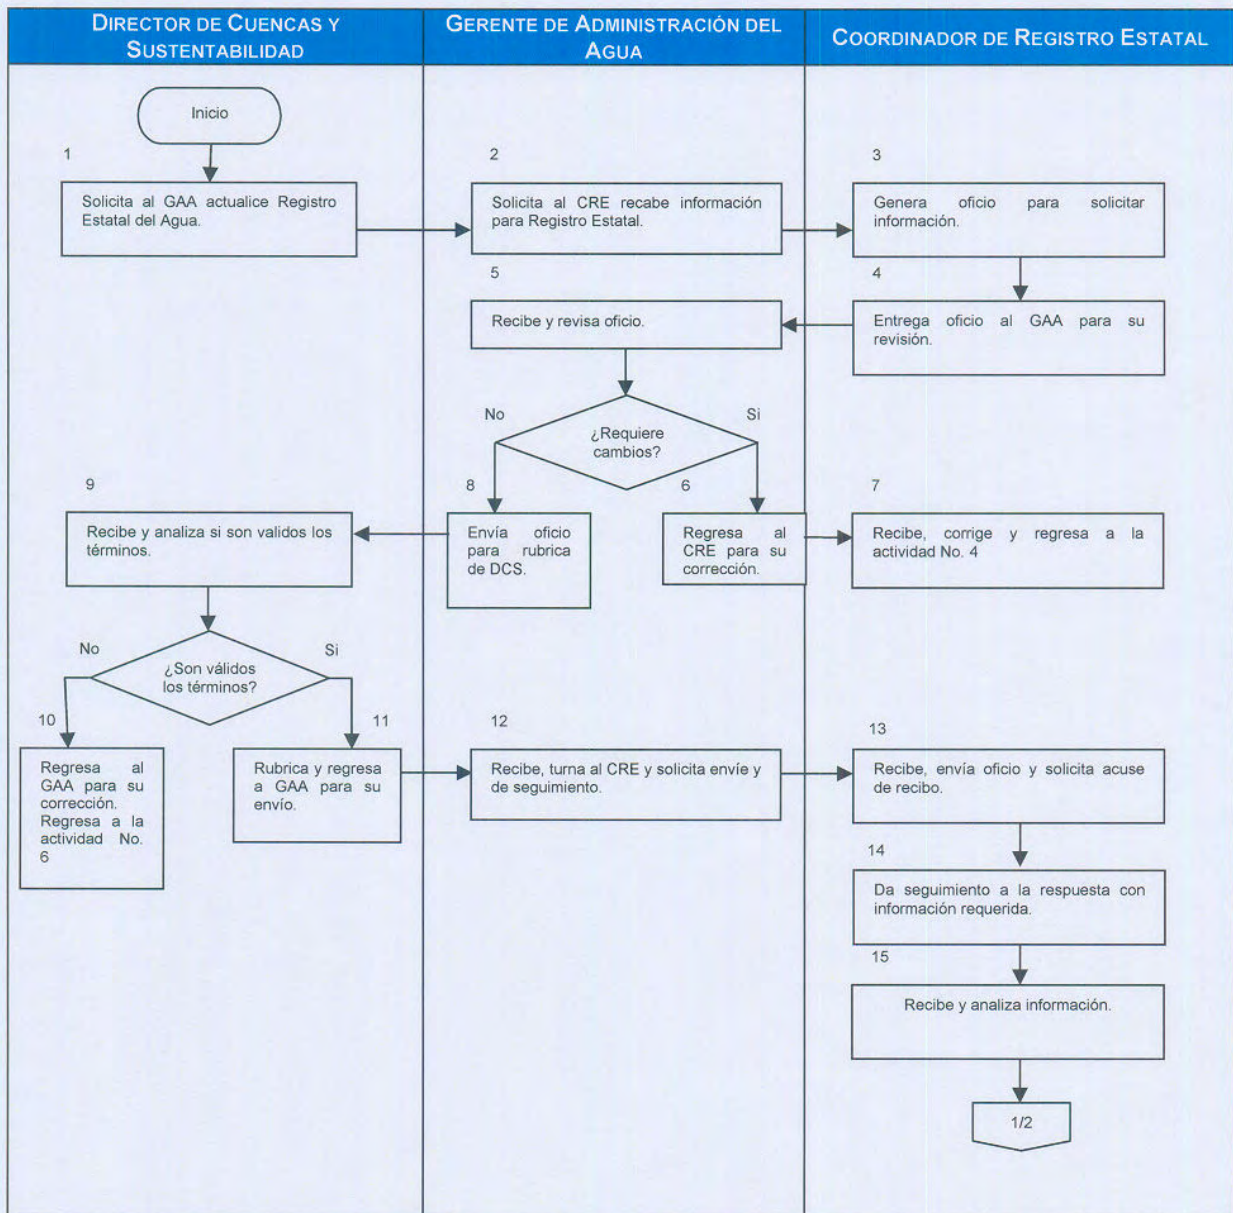 DIRECTOR DE CUENCAS Y
SUSTENTABILIDAD
GERENTE DE ADMINISTRACIÓN DEL
AGUA
COORDINADOR DE REGISTRO ESTATAL
Inicio
1
Solicita al GAA actualice Registro
Estatal del Agua.
2
Solicita al CRE recabe información
para Registro Estatal.
3
Genera oficio para solicitar
información.
4
Entrega oficio al GAA para su
revisión.
5
Recibe y revisa oficio.
¿Requiere
cambios?
No
Si
6
Regresa al
CRE para su
corrección.
7
Recibe, corrige y regresa a la
actividad No. 4
8
Envía oficio
para rubrica
de DCS.
9
Recibe y analiza si son validos los
términos.
¿Son válidos
los términos?
No
Si
10
Regresa al
GAA para su
corrección.
Regresa a la
actividad No.
6
11
Rubrica y regresa
a GAA para su
envío.
12
Recibe, turna al CRE y solicita envíe y
de seguimiento.
13
Recibe, envía oficio y solicita acuse
de recibo.
14
Da seguimiento a la respuesta con
información requerida.
15
Recibe y analiza información.
1/2